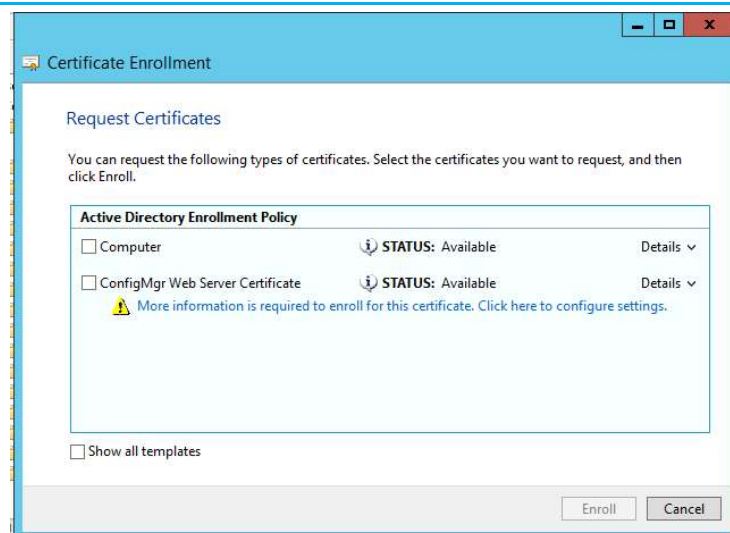 Certificate Enrollment
Request Certificates
You can request the following types of certificates. Select the certificates you want to request, and then
click Enroll.
Active Directory Enrollment Policy
Computer STATUS: Available Details
ConfigMgr Web Server Certificate STATUS: Available Details
More information is required to enroll for this certificate. Click here to configure settings.
Show all templates
Enroll Cancel